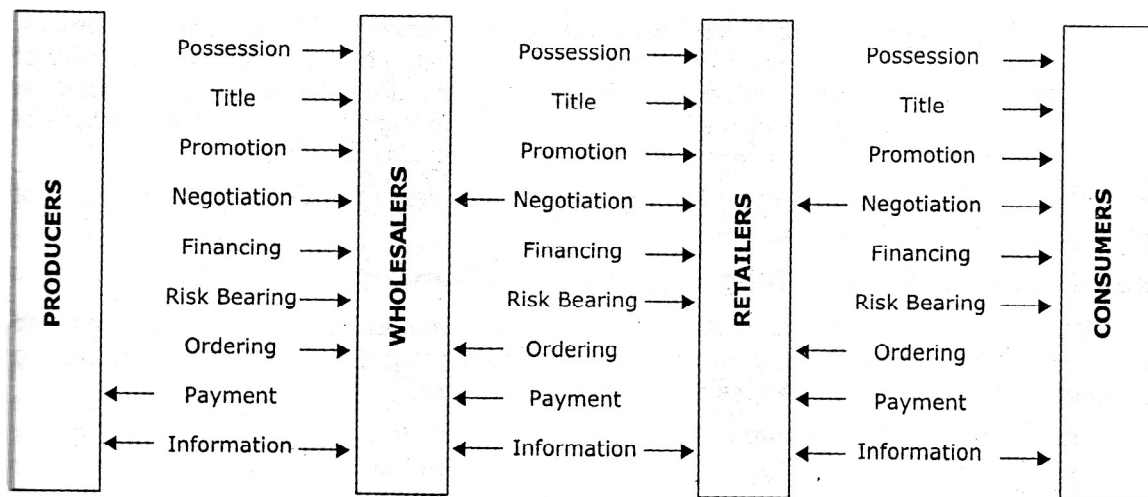 PRODUCERS
Possession
Title
Promotion
Negotiation
Financing
Risk Bearing
Ordering
Payment
Information
WHOLESALERS
Possession
Title
Promotion
Negotiation
Financing
Risk Bearing
Ordering
Payment
Information
RETAILERS
Possession
Title
Promotion
Negotiation
Financing
Risk Bearing
Ordering
Payment
Information
CONSUMERS